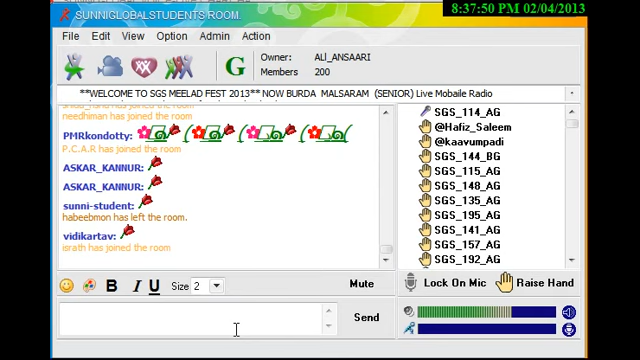 8:37:50 PM 02/04/2013
SUNNIGLOBALSTUDENTS ROOM.
File Edit View Option Admin Action
G
Owner: ALI_ANSAARI
Members 200
**WELCOME TO SGS MEELAD FEST 2013** NOW BURDA MALSARAM (SENIOR) Live Mobaile Radio
needhiman has joined the room
PMRkondotty:
P.C.A.R has joined the room
ASKAR_KANNUR:
ASKAR_KANNUR:
sunni-student:
habeebmon has left the room.
vidikartav:
israth has joined the room
SGS_114_AG
@Hafiz_Saleem
@kaavumpadi
SGS_144_BG
SGS_115_AG
SGS_148_AG
SGS_135_AG
SGS_195_AG
SGS_141_AG
SGS_157_AG
SGS_192_AG
B I U Size 2 Mute
Lock On Mic Raise Hand
Send